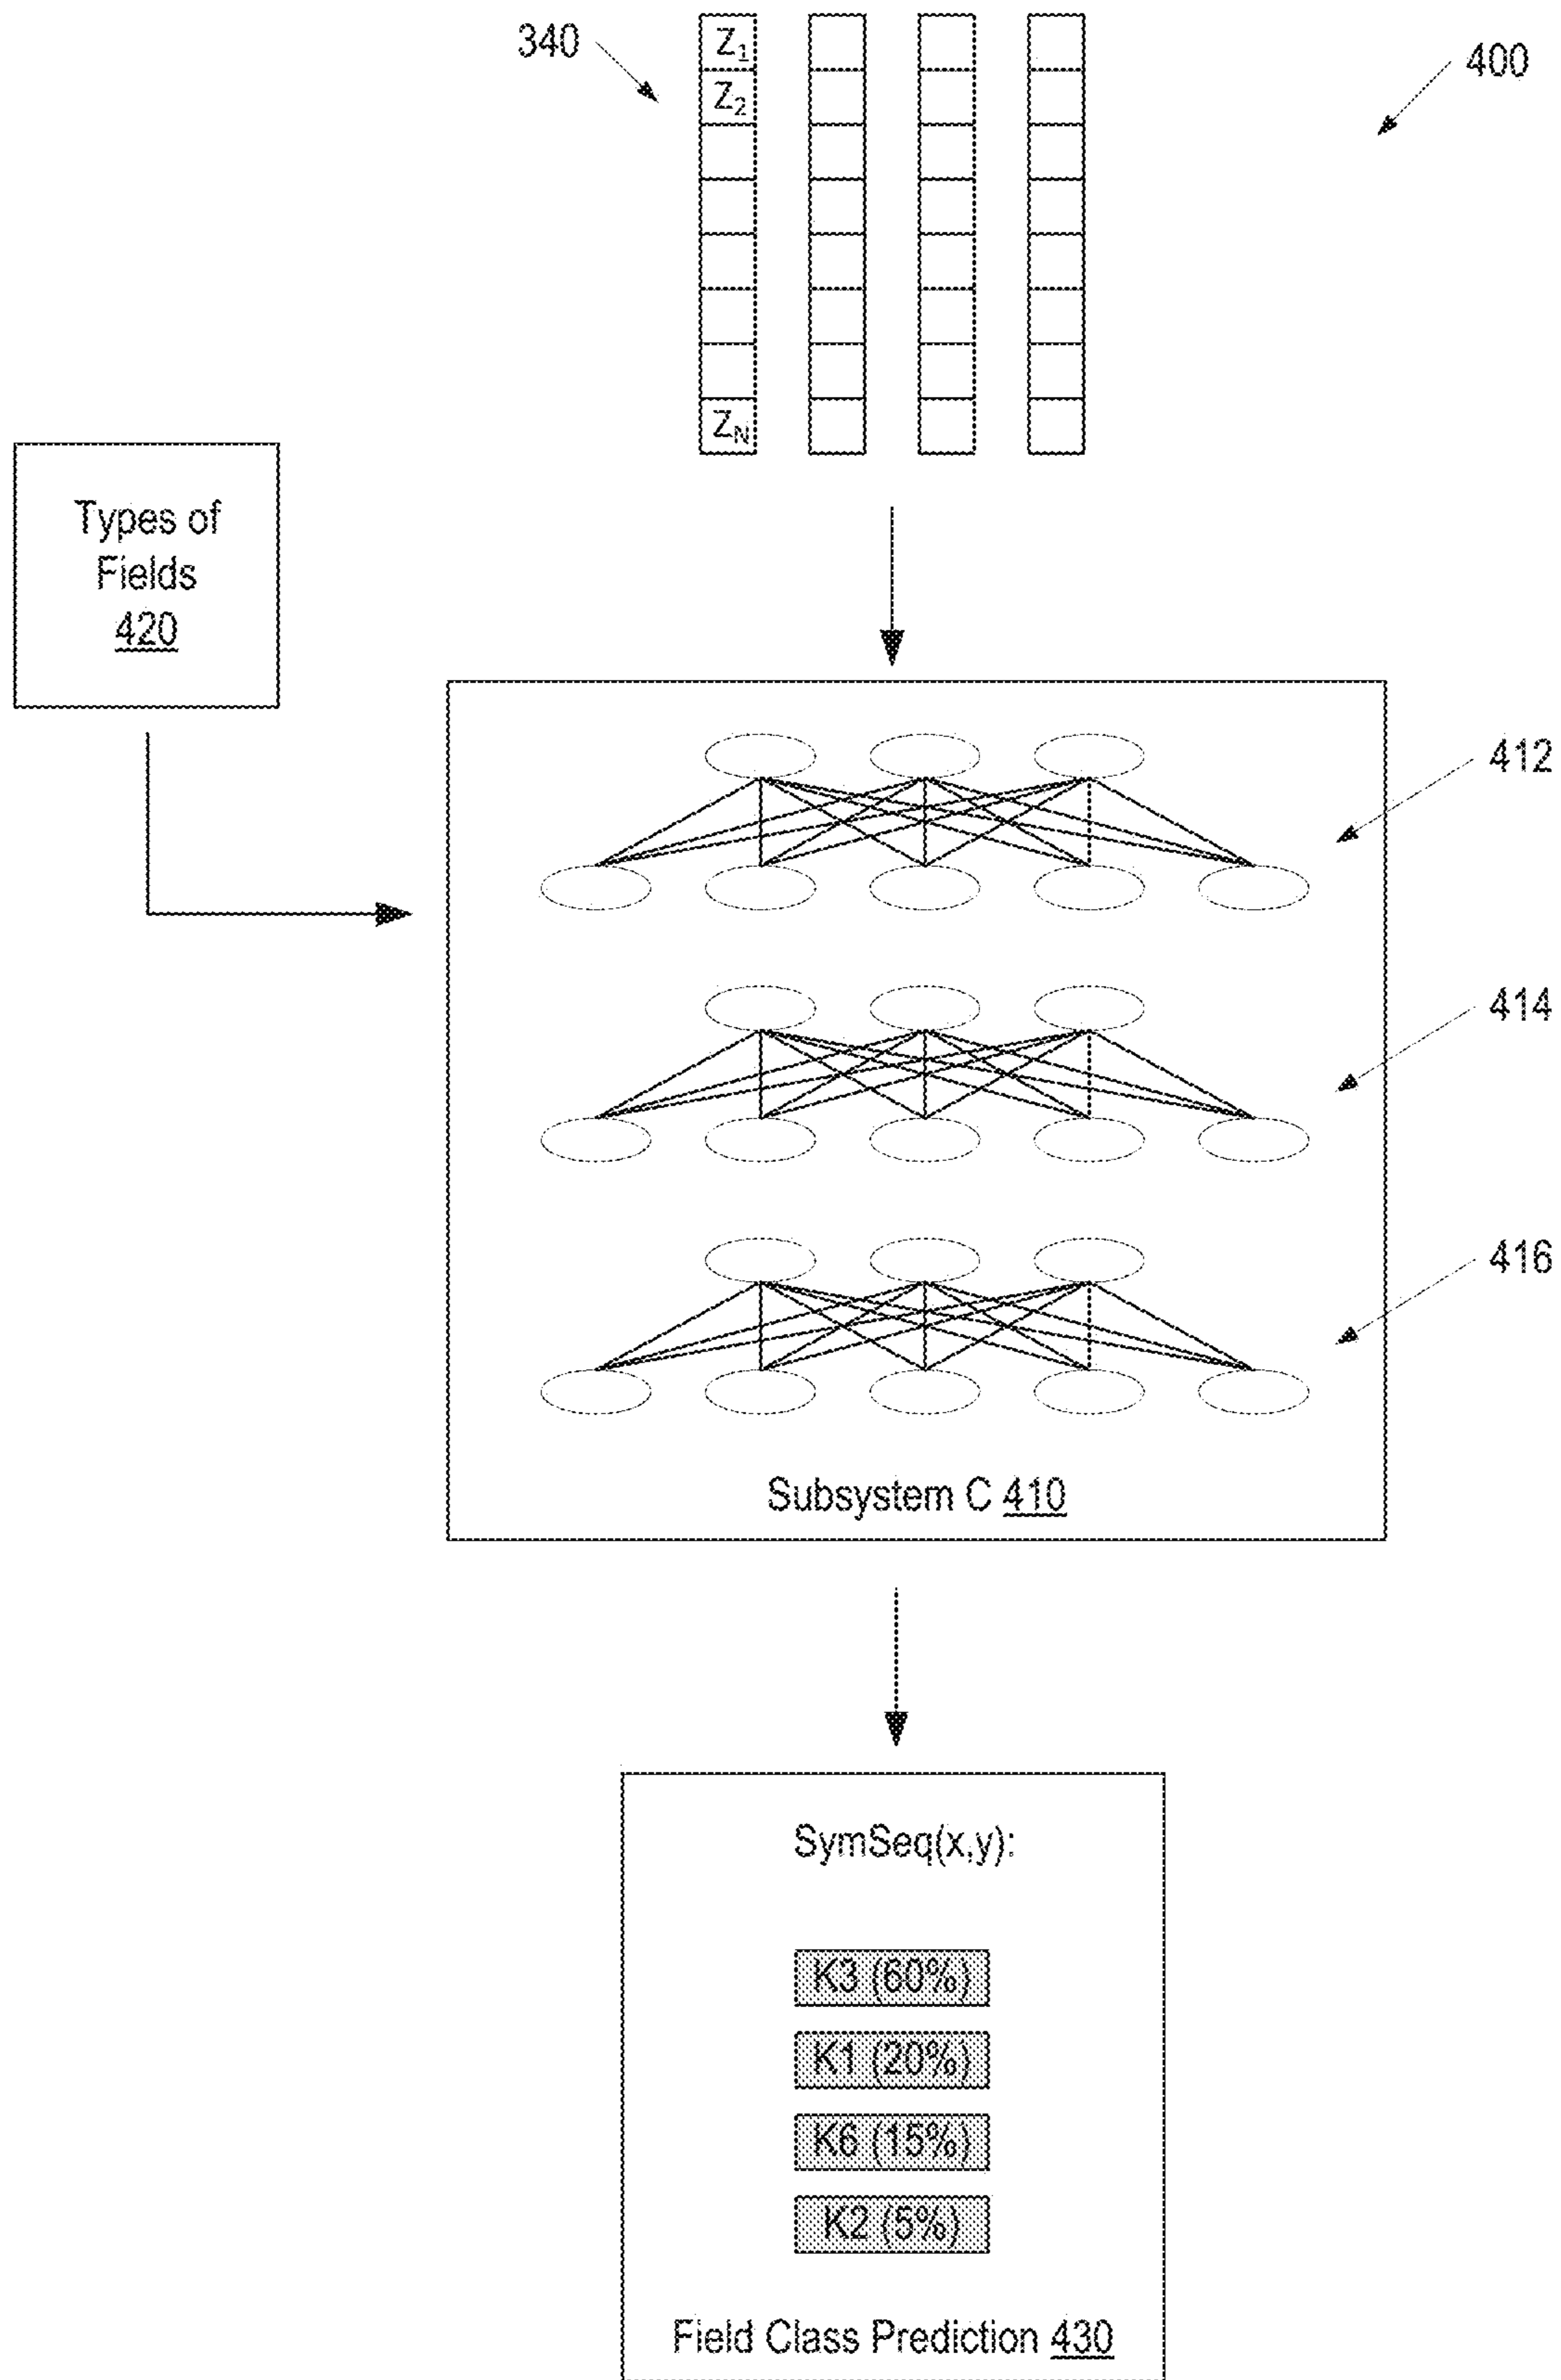 340
400
Z1
Z2
ZN
Types of
Fields
420
412
414
416
Subsystem C 410
SymSeq(x,y):
K3 (60%)
K1 (20%)
K6 (15%)
K2 (5%)
Field Class Prediction 430